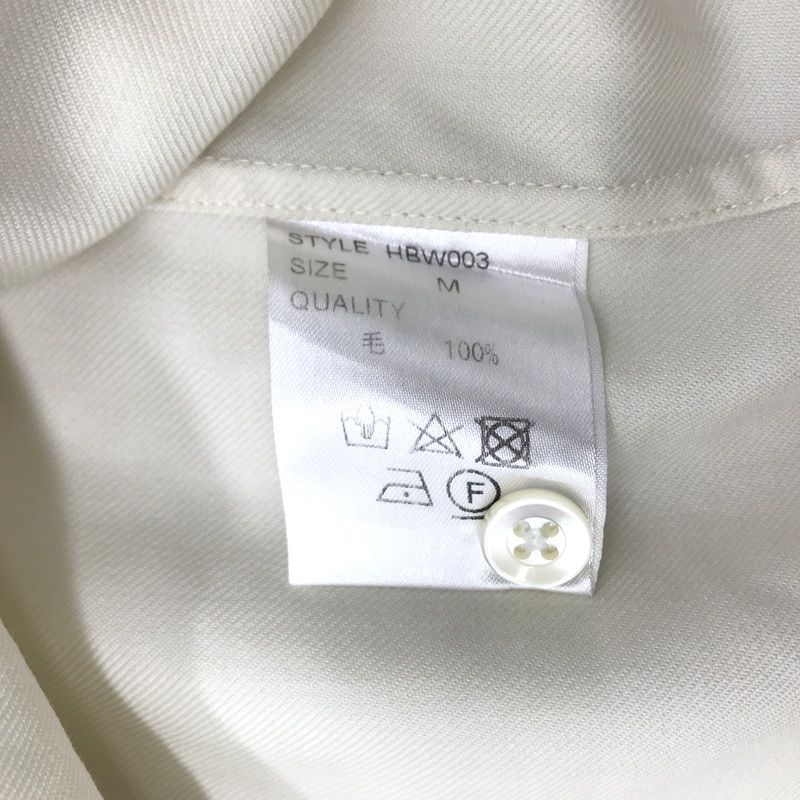 STYLE HBW003
SIZE M
QUALITY
毛 100%
F